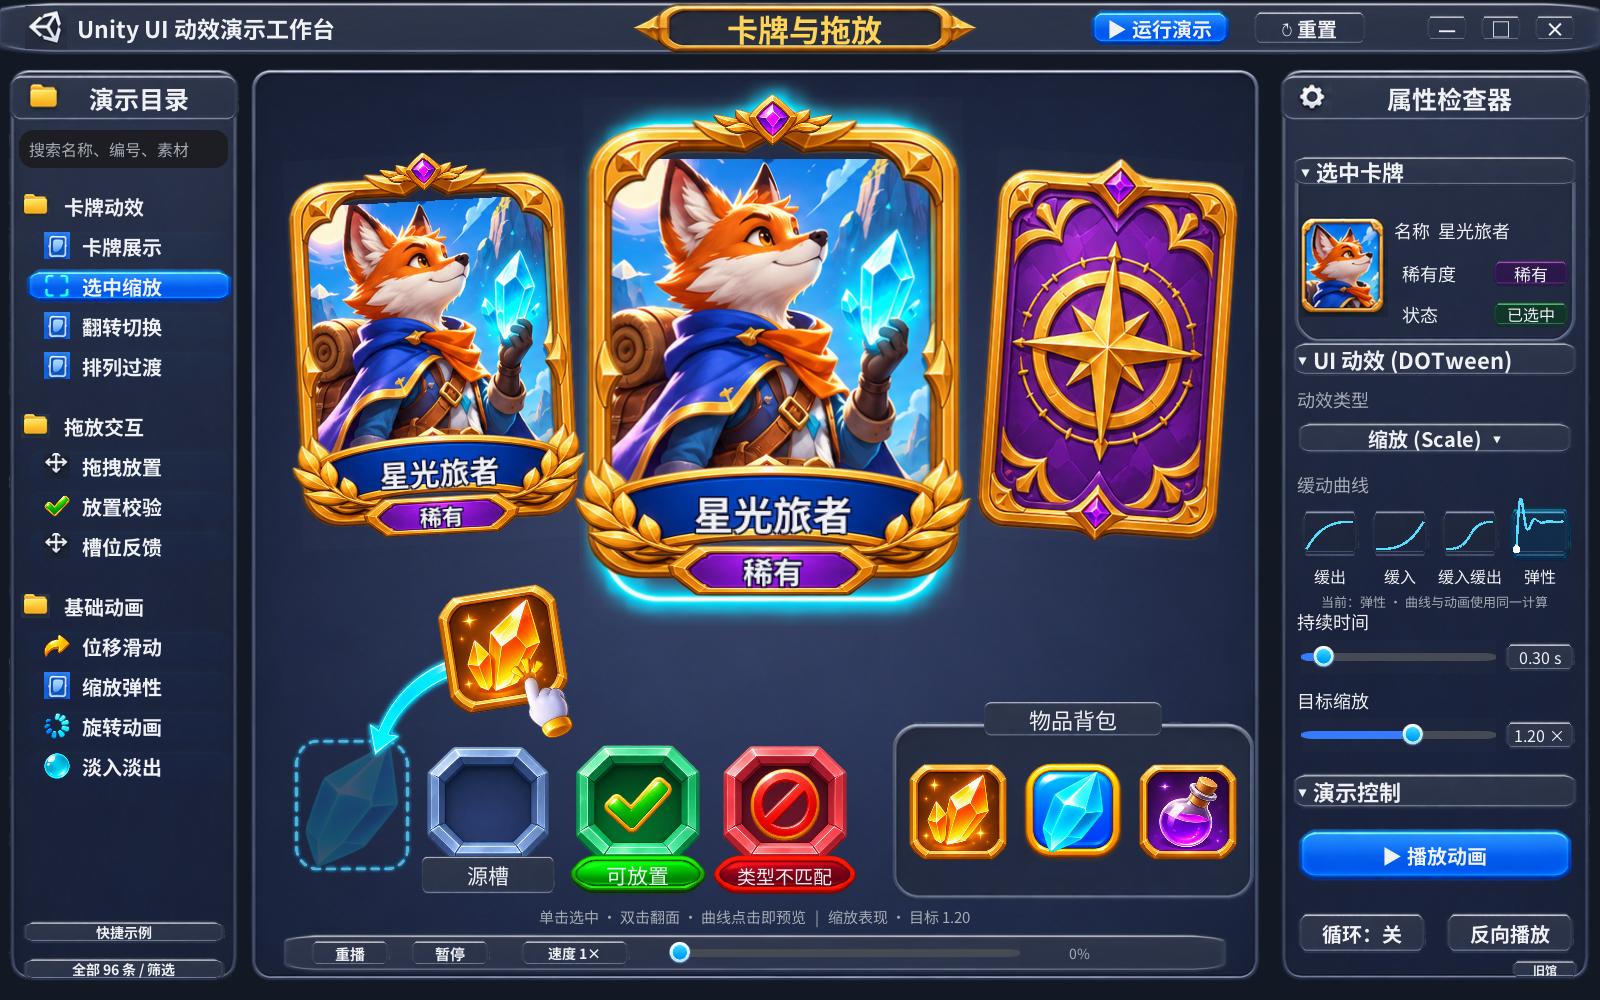 Unity UI 动效演示工作台
卡牌与拖放
▶ 运行演示
重置
演示目录
搜索名称、编号、素材
卡牌动效
卡牌展示
选中缩放
翻转切换
排列过渡
拖放交互
拖拽放置
放置校验
槽位反馈
基础动画
位移滑动
缩放弹性
旋转动画
淡入淡出
快捷示例
全部 96 条 / 筛选
星光旅者
稀有
星光旅者
稀有
源槽
可放置
类型不匹配
物品背包
单击选中 · 双击翻面 · 曲线点击即预览 | 缩放表现 · 目标 1.20
重播
暂停
速度 1×
0%
属性检查器
▾ 选中卡牌
名称 星光旅者
稀有度 稀有
状态 已选中
▾ UI 动效 (DOTween)
动效类型
缩放 (Scale) ▾
缓动曲线
缓出 缓入 缓入缓出 弹性
当前：弹性 · 曲线与动画使用同一计算
持续时间
0.30 s
目标缩放
1.20 ×
▾ 演示控制
▶ 播放动画
循环：关
反向播放
旧馆